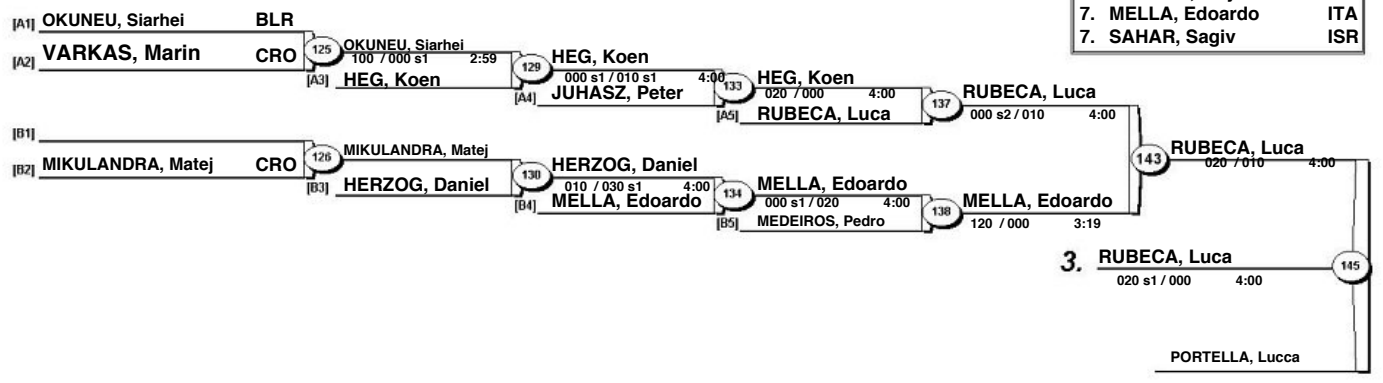 7. MELLA, Edoardo ITA
7. SAHAR, Sagiv ISR
[A1] OKUNEU, Siarhei BLR
[A2] VARKAS, Marin CRO
125
OKUNEU, Siarhei
100 / 000 s1 2:59
[A3] HEG, Koen
129
HEG, Koen
000 s1 / 010 s1 4:00
[A4] JUHASZ, Peter
133
HEG, Koen
020 / 000 4:00
[A5] RUBECA, Luca
137
RUBECA, Luca
000 s2 / 010 4:00
[B1]
[B2] MIKULANDRA, Matej CRO
126
MIKULANDRA, Matej
[B3] HERZOG, Daniel
130
HERZOG, Daniel
010 / 030 s1 4:00
[B4] MELLA, Edoardo
134
MELLA, Edoardo
000 s1 / 020 4:00
[B5] MEDEIROS, Pedro
138
MELLA, Edoardo
120 / 000 3:19
143
RUBECA, Luca
020 / 010 4:00
3. RUBECA, Luca
020 s1 / 000 4:00
145
PORTELLA, Lucca